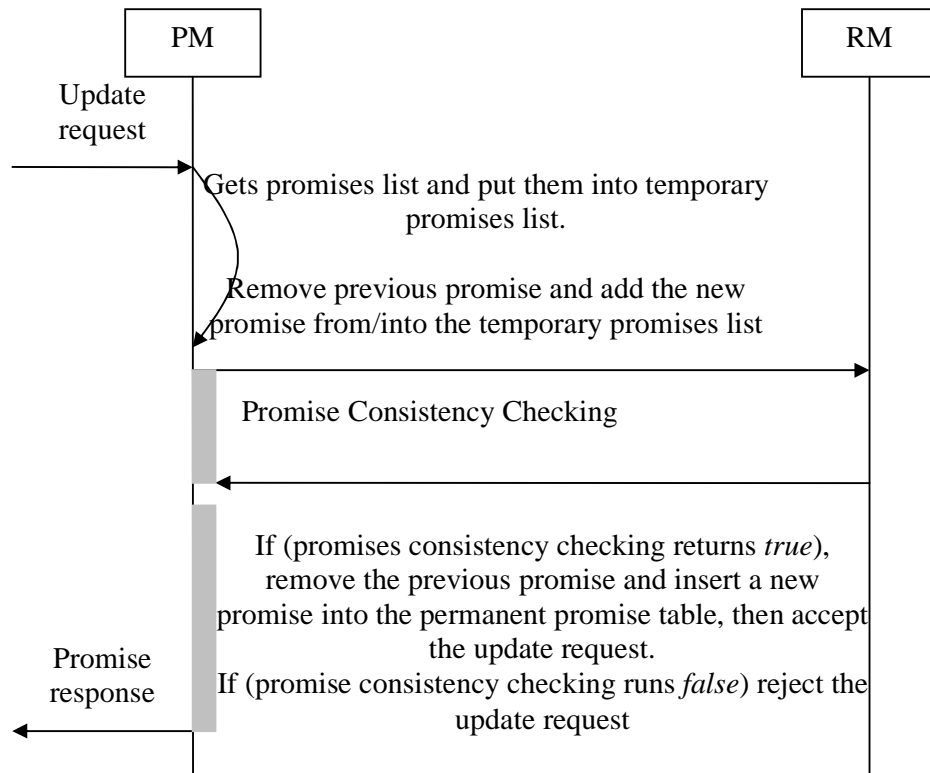 PM
RM
Update
request
Gets promises list and put them into temporary
promises list.
Remove previous promise and add the new
promise from/into the temporary promises list
Promise Consistency Checking
If (promises consistency checking returns true),
remove the previous promise and insert a new
promise into the permanent promise table, then accept
the update request.
If (promise consistency checking runs false) reject the
update request
Promise
response